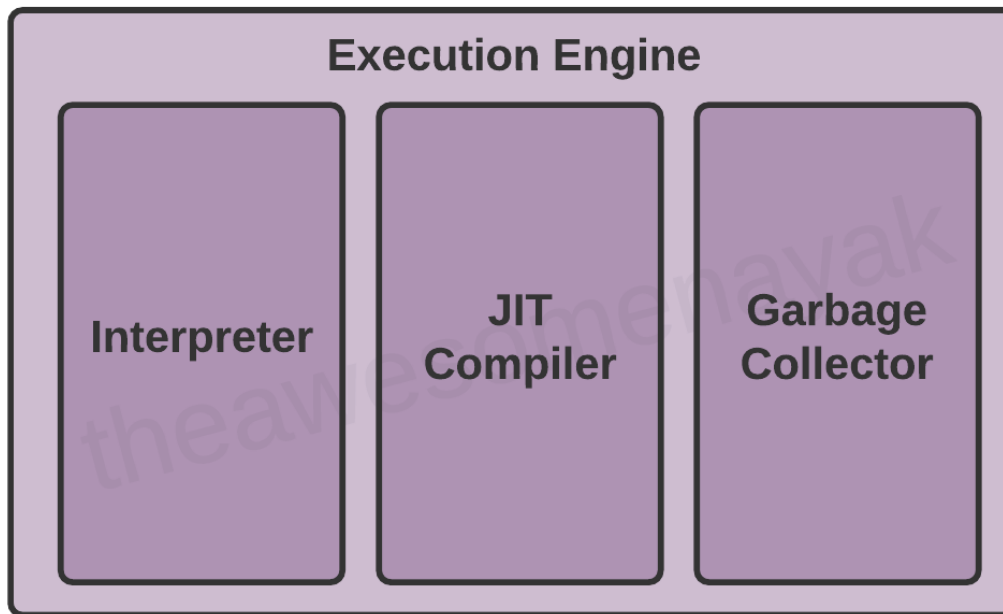 Execution Engine
Interpreter
JIT
Compiler
Garbage
Collector
theawesomenayak